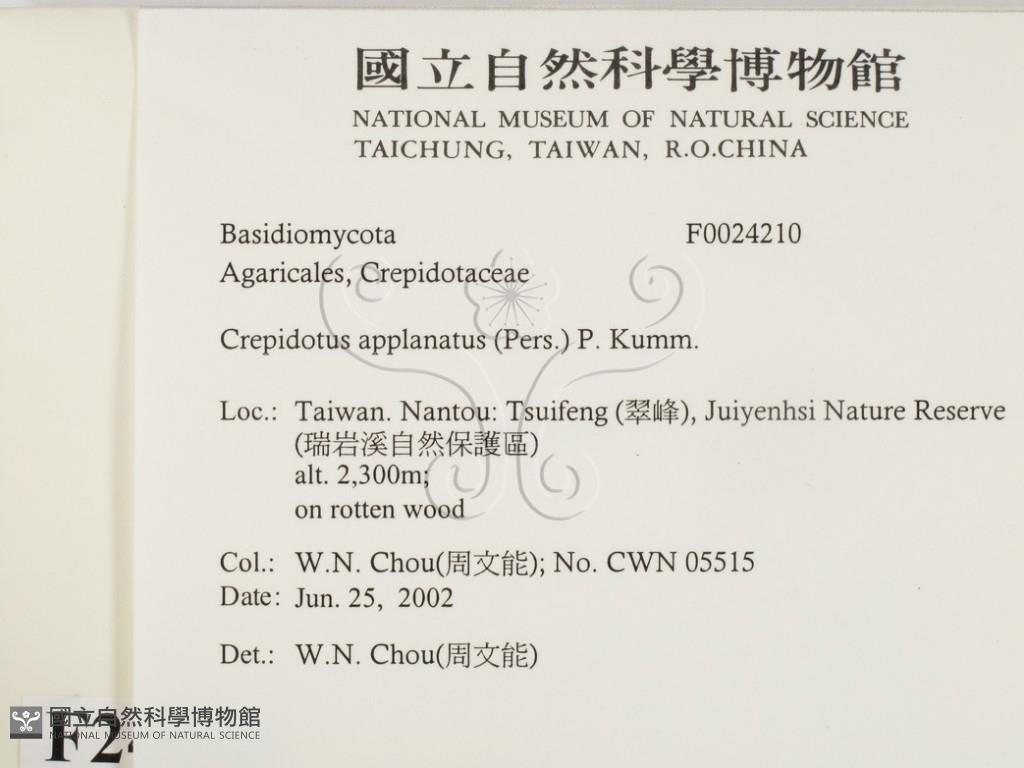 國立自然科學博物館
NATIONAL MUSEUM OF NATURAL SCIENCE
TAICHUNG, TAIWAN, R.O.CHINA
Basidiomycota F0024210
Agaricales, Crepidotaceae
Crepidotus applanatus (Pers.) P. Kumm.
Loc.: Taiwan. Nantou: Tsuifeng (翠峰), Juiyenhsi Nature Reserve
(瑞岩溪自然保護區)
alt. 2,300m;
on rotten wood
Col.: W.N. Chou(周文能); No. CWN 05515
Date: Jun. 25, 2002
Det.: W.N. Chou(周文能)
國立自然科學博物館
NATIONAL MUSEUM OF NATURAL SCIENCE